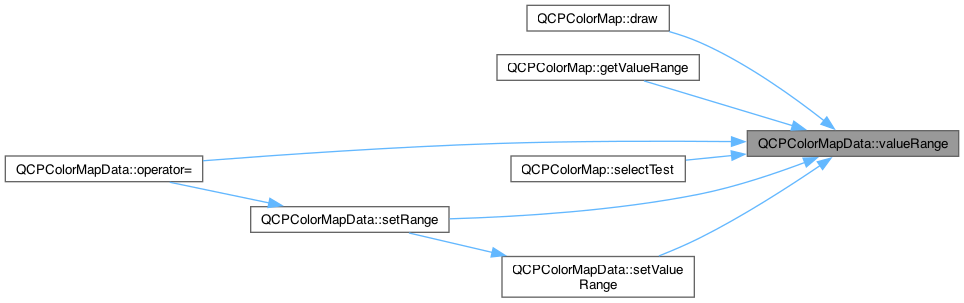 QCPColorMap::draw
QCPColorMap::getValueRange
QCPColorMapData::valueRange
QCPColorMapData::operator=
QCPColorMap::selectTest
QCPColorMapData::setRange
QCPColorMapData::setValue
Range